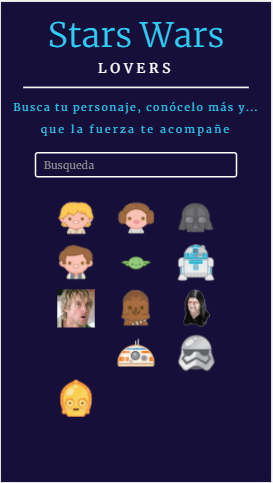 Stars Wars
LOVERS
Busca tu personaje, conócelo más y...
que la fuerza te acompañe
Busqueda